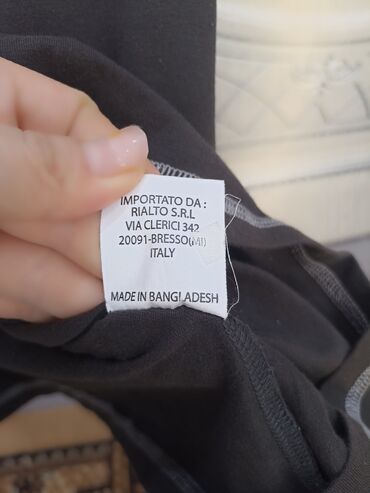 IMPORTATO DA :
RIALTO S.R.L
VIA CLERICI 342
20091-BRESSO(MI)
ITALY
MADE IN BANGLADESH